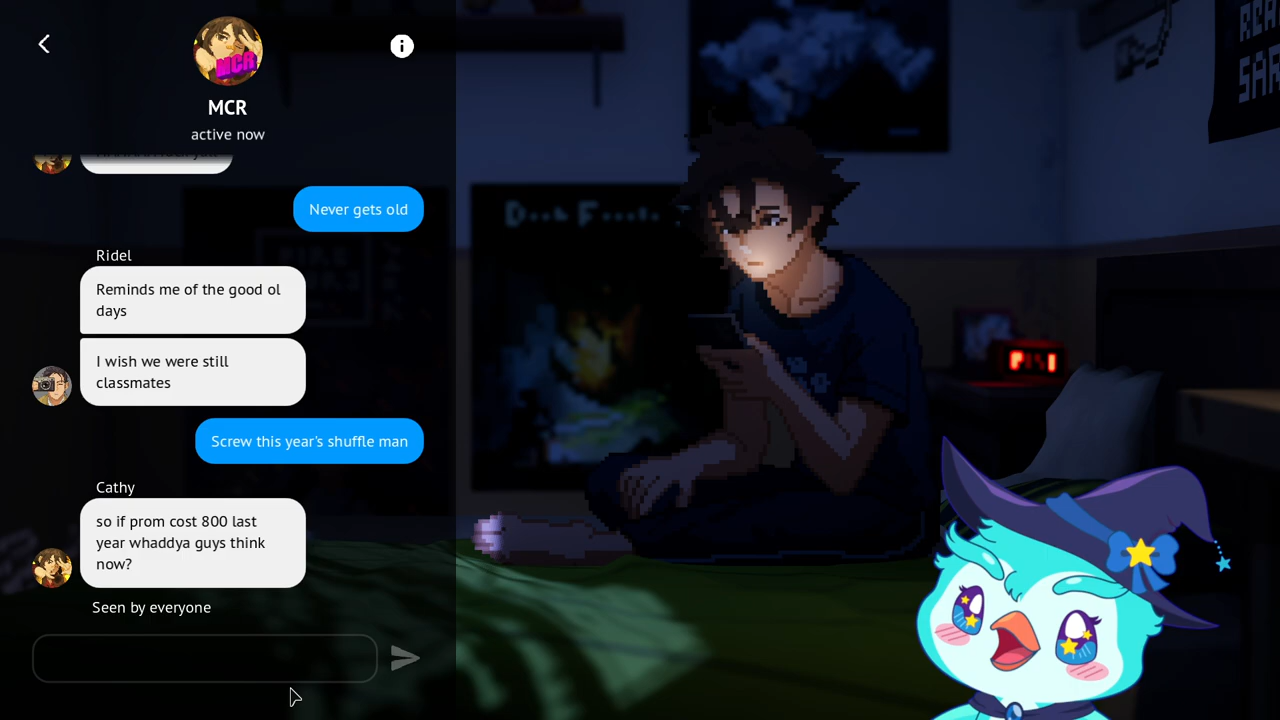 MCR
MCR
active now
Never gets old
Ridel
Reminds me of the good ol
days
I wish we were still
classmates
Screw this year's shuffle man
Cathy
so if prom cost 800 last
year whaddya guys think
now?
Seen by everyone